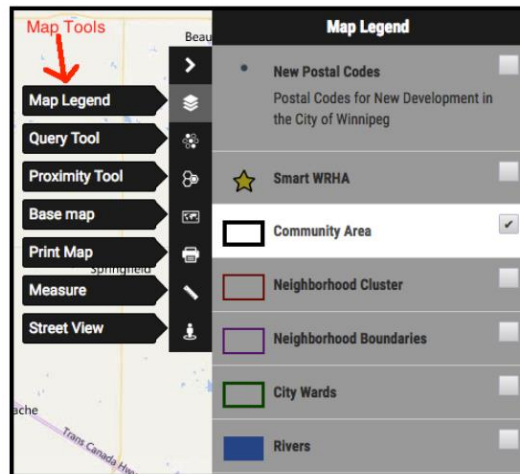 Map Tools
Beau
Map Legend
Query Tool
Proximity Tool
Base map
Print Map
Springfield
Measure
Street View
ache
Trans Canada Hwy
Map Legend
New Postal Codes
Postal Codes for New Development in
the City of Winnipeg
Smart WRHA
Community Area
Neighborhood Cluster
Neighborhood Boundaries
City Wards
Rivers